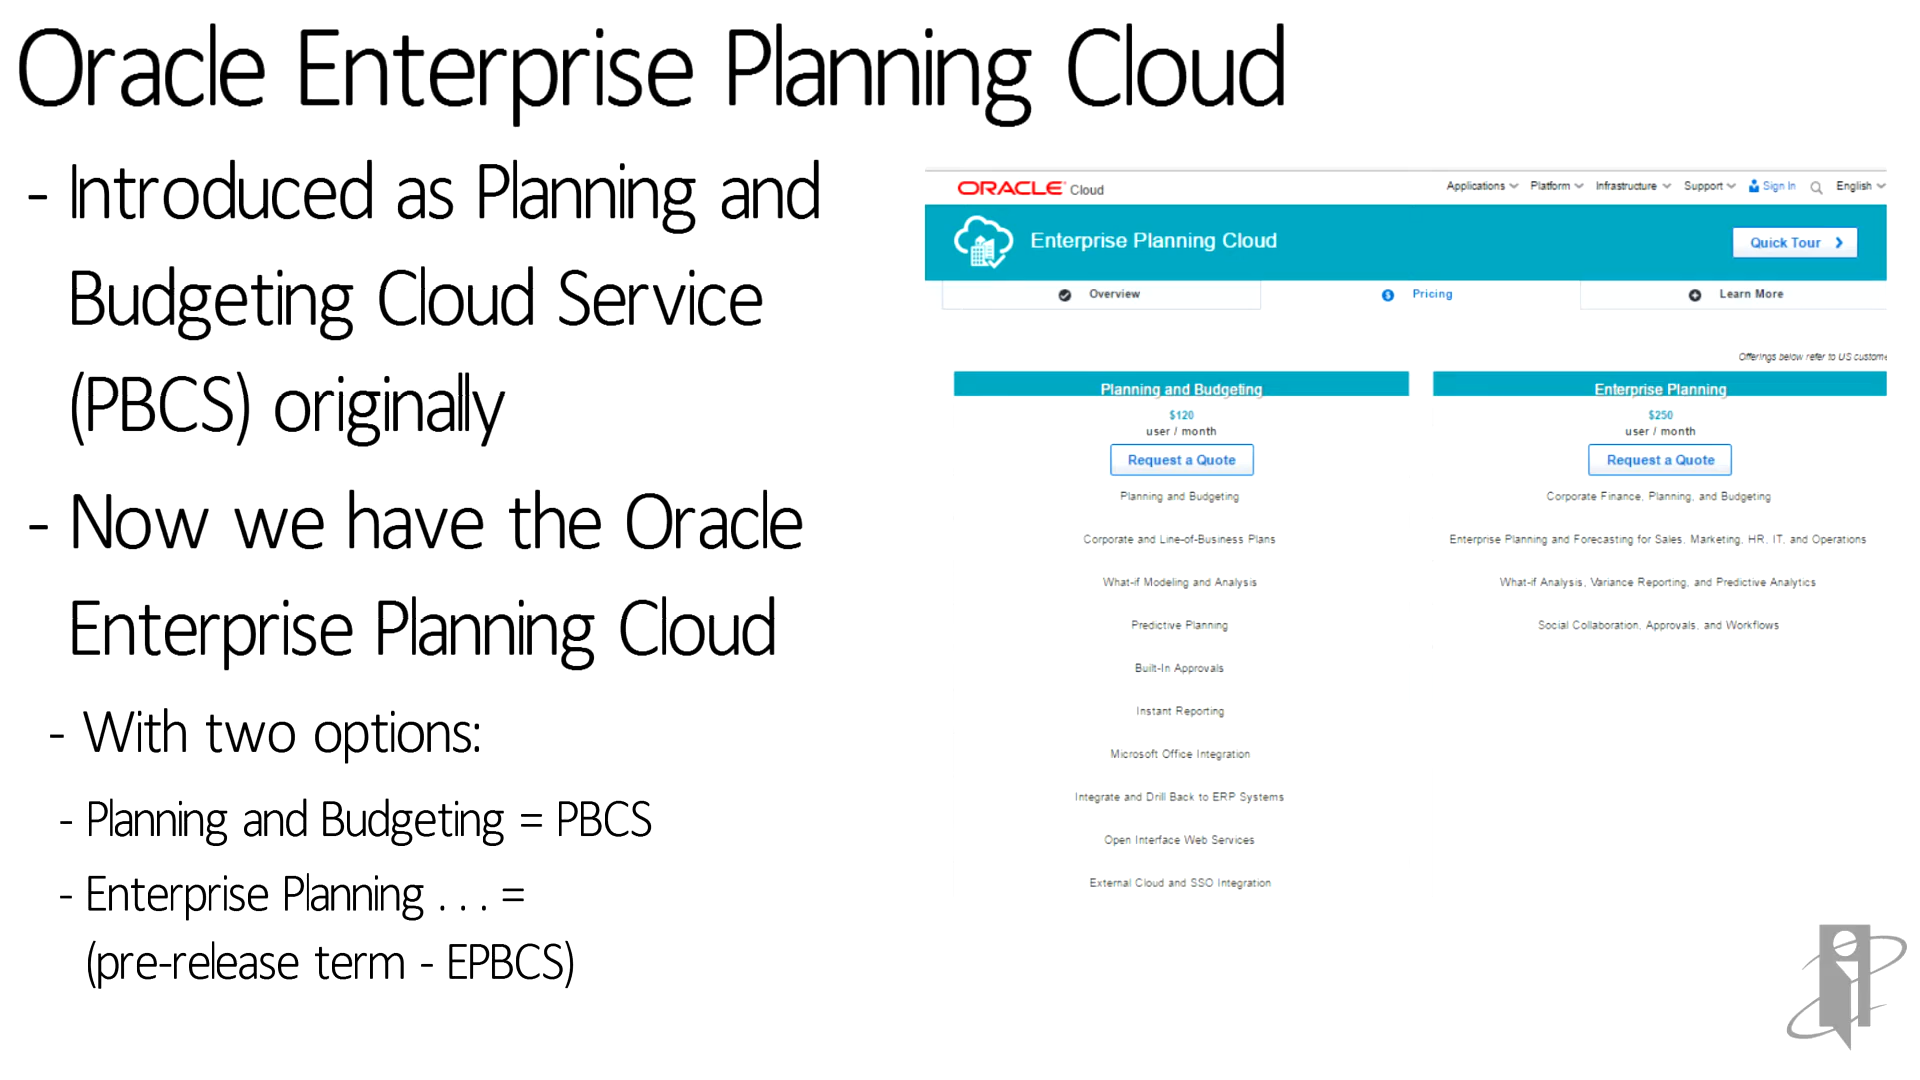 Oracle Enterprise Planning Cloud
- Introduced as Planning and
Budgeting Cloud Service
(PBCS) originally
- Now we have the Oracle
Enterprise Planning Cloud
- With two options:
- Planning and Budgeting = PBCS
- Enterprise Planning . . . =
(pre-release term - EPBCS)
ORACLE Cloud
Applications Platform Infrastructure Support Sign In English
Enterprise Planning Cloud
Quick Tour
Overview
Pricing
Learn More
Offerings below refer to US custome
Planning and Budgeting
$120
user / month
Request a Quote
Planning and Budgeting
Corporate and Line-of-Business Plans
What-if Modeling and Analysis
Predictive Planning
Built-In Approvals
Instant Reporting
Microsoft Office Integration
Integrate and Drill Back to ERP Systems
Open Interface Web Services
External Cloud and SSO Integration
Enterprise Planning
$250
user / month
Request a Quote
Corporate Finance, Planning, and Budgeting
Enterprise Planning and Forecasting for Sales, Marketing, HR, IT, and Operations
What-if Analysis, Variance Reporting, and Predictive Analytics
Social Collaboration, Approvals, and Workflows